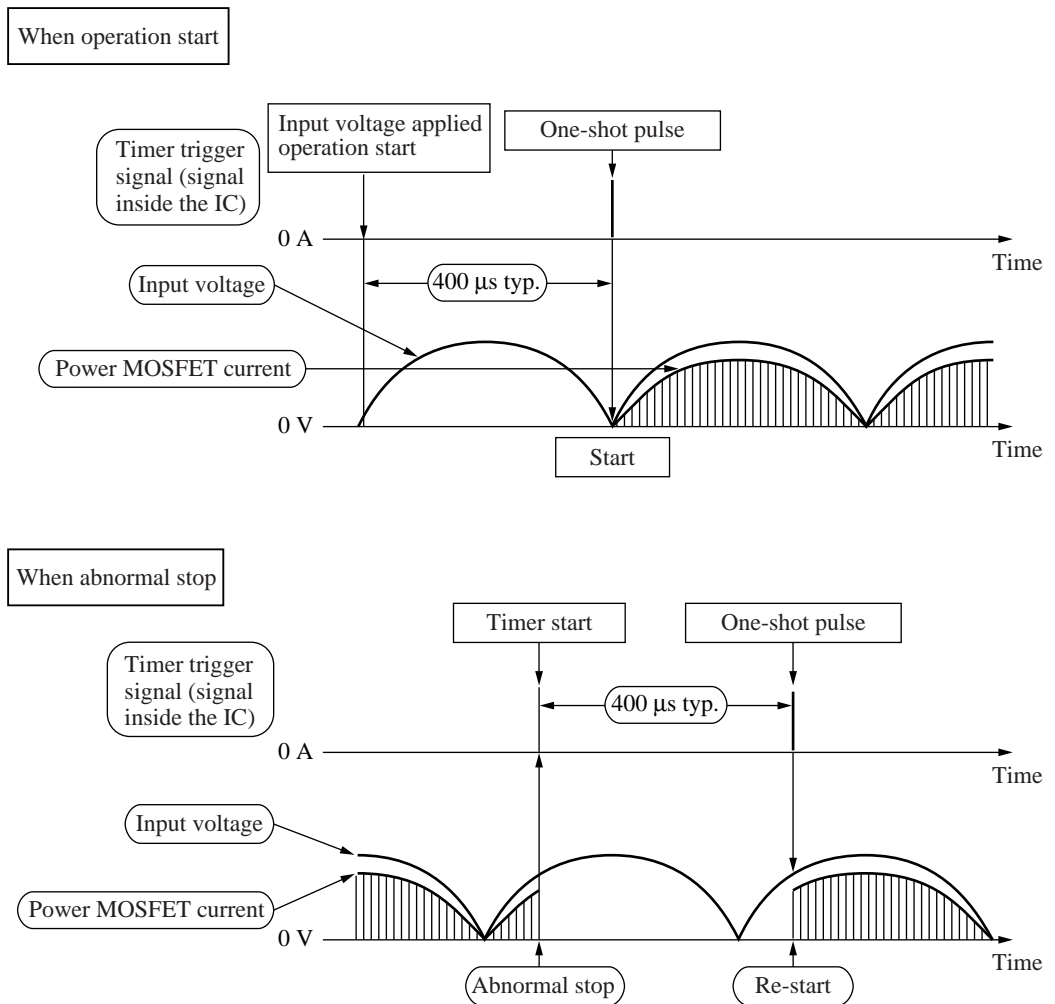 When operation start
Input voltage applied
operation start
One-shot pulse
Timer trigger
signal (signal
inside the IC)
0 A
Time
Input voltage
400 μs typ.
Power MOSFET current
0 V
Time
Start
When abnormal stop
Timer start
One-shot pulse
Timer trigger
signal (signal
inside the IC)
400 μs typ.
0 A
Time
Input voltage
Power MOSFET current
0 V
Time
Abnormal stop
Re-start